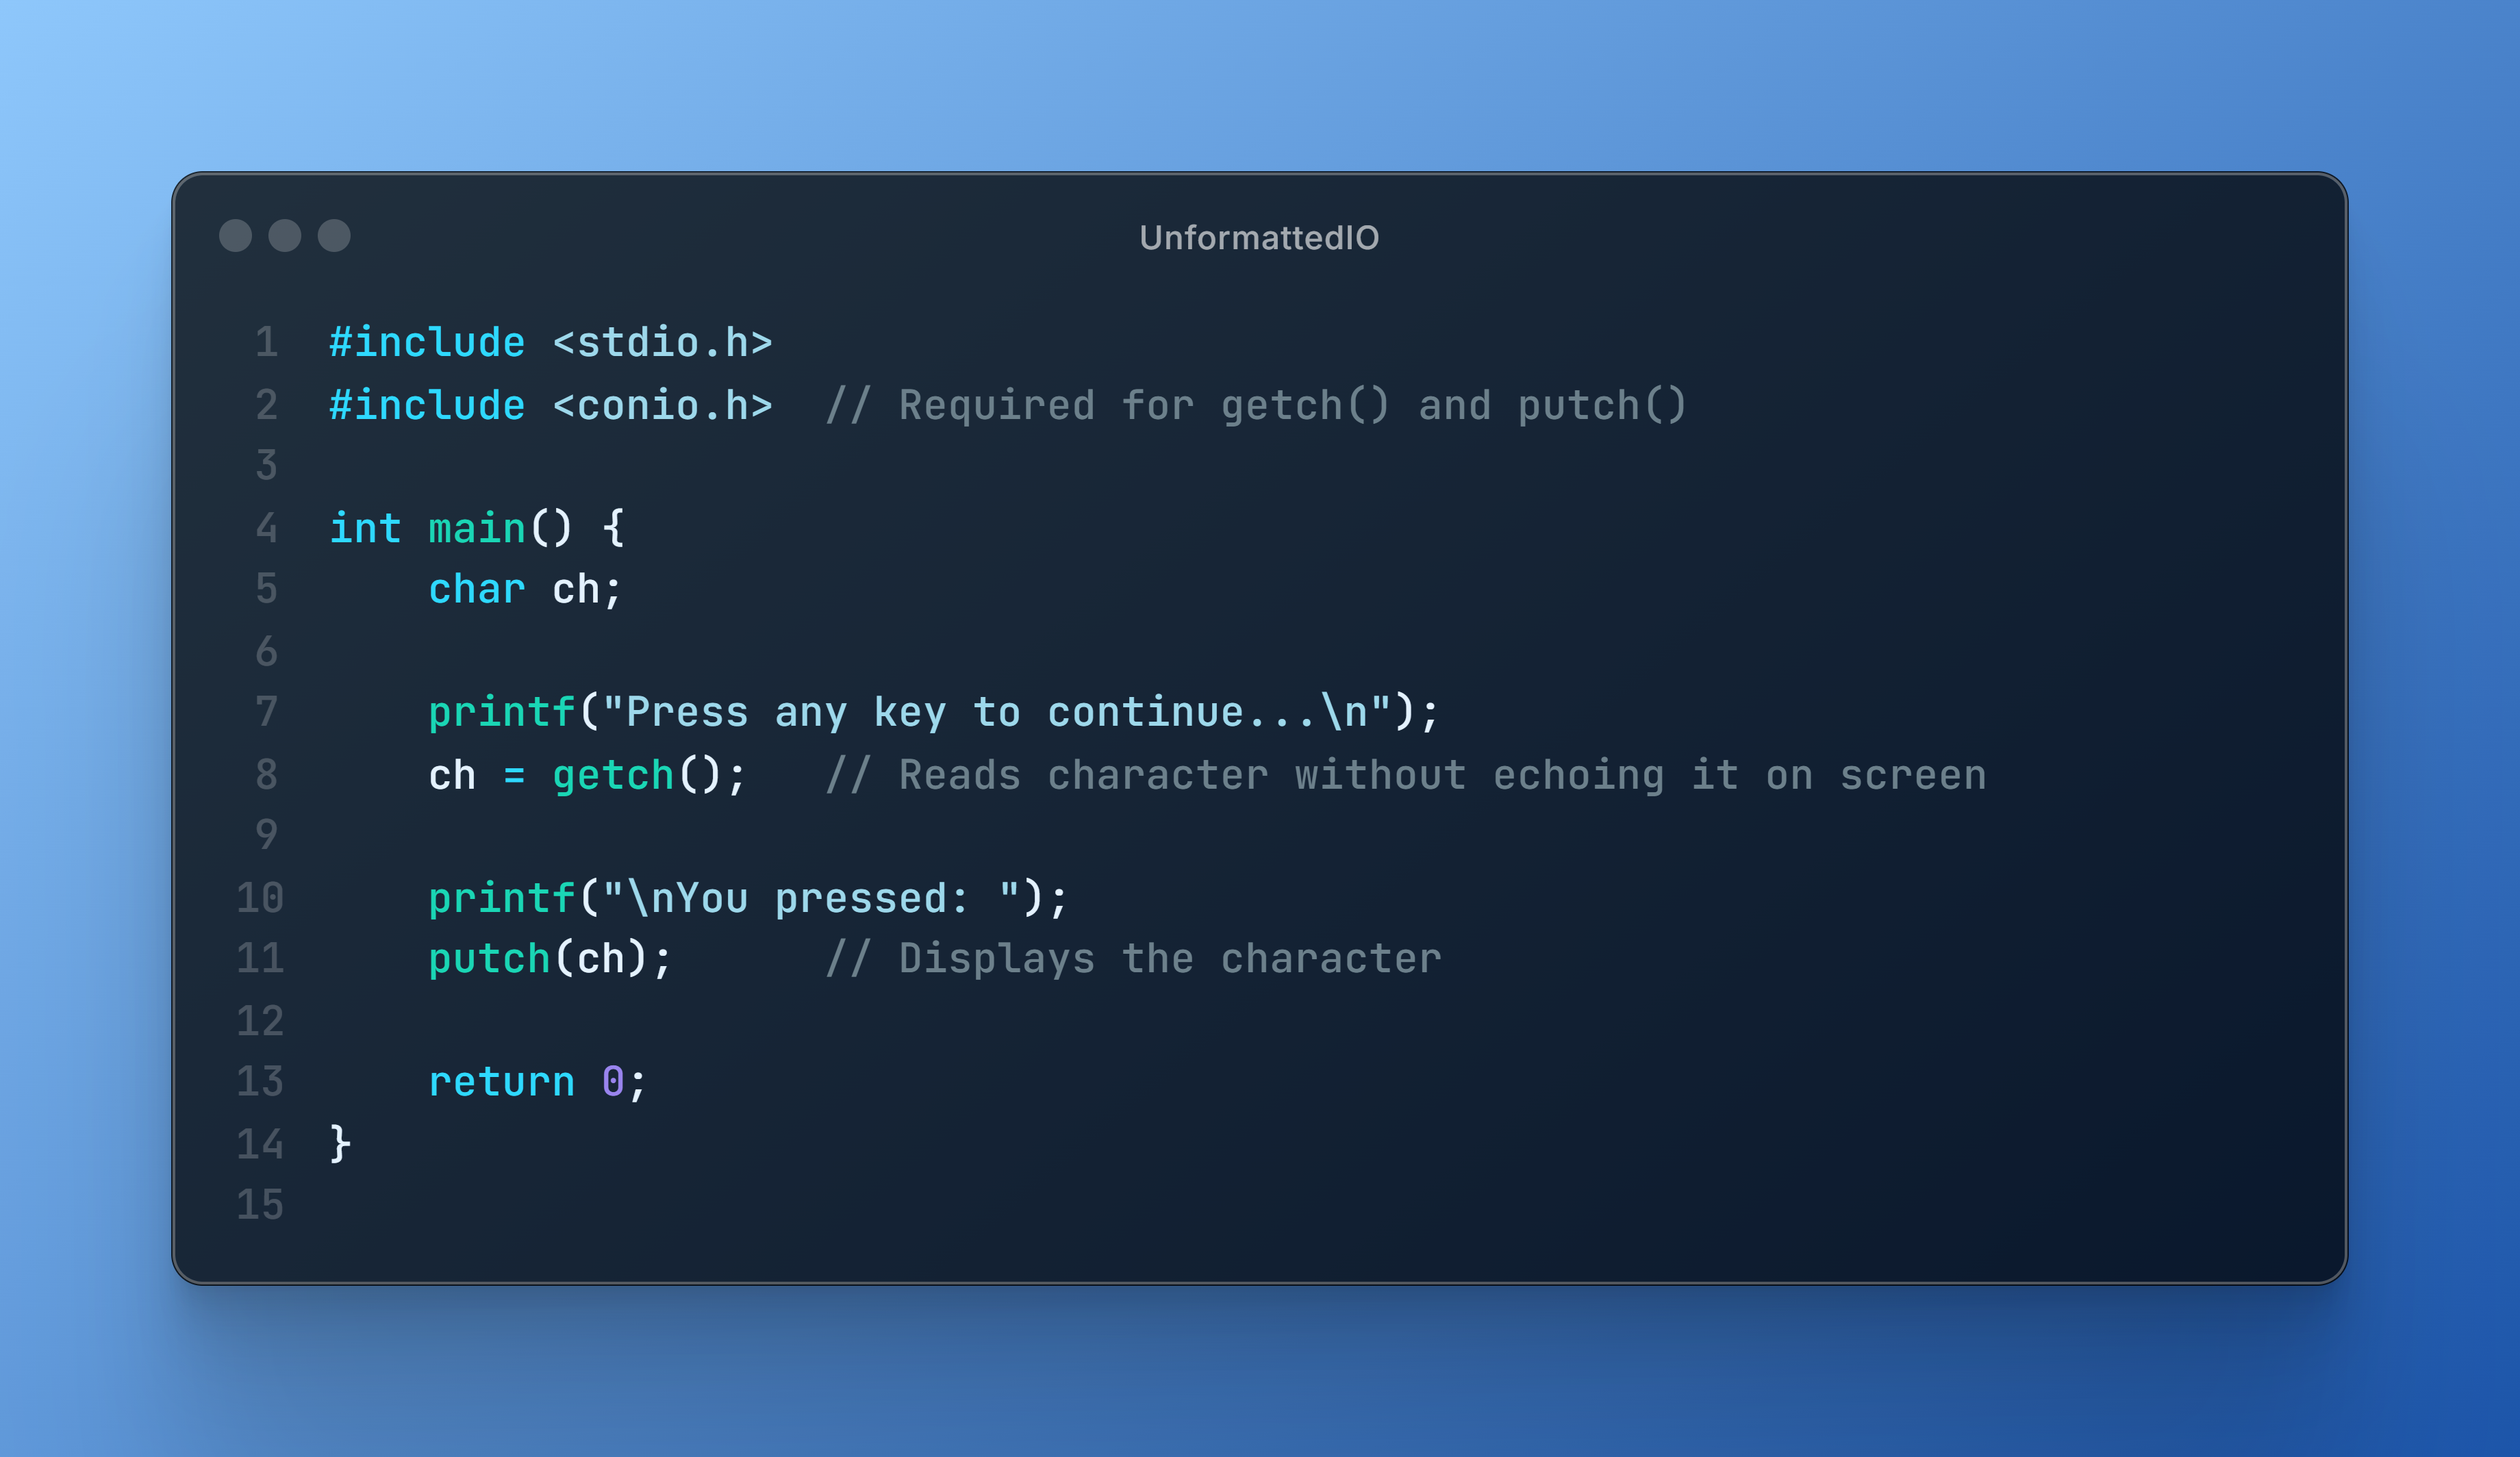 UnformattedIO
1 #include <stdio.h>
2 #include <conio.h>  // Required for getch() and putch()
3
4 int main() {
5     char ch;
6
7     printf("Press any key to continue...\n");
8     ch = getch();   // Reads character without echoing it on screen
9
10     printf("\nYou pressed: ");
11     putch(ch);      // Displays the character
12
13     return 0;
14 }
15